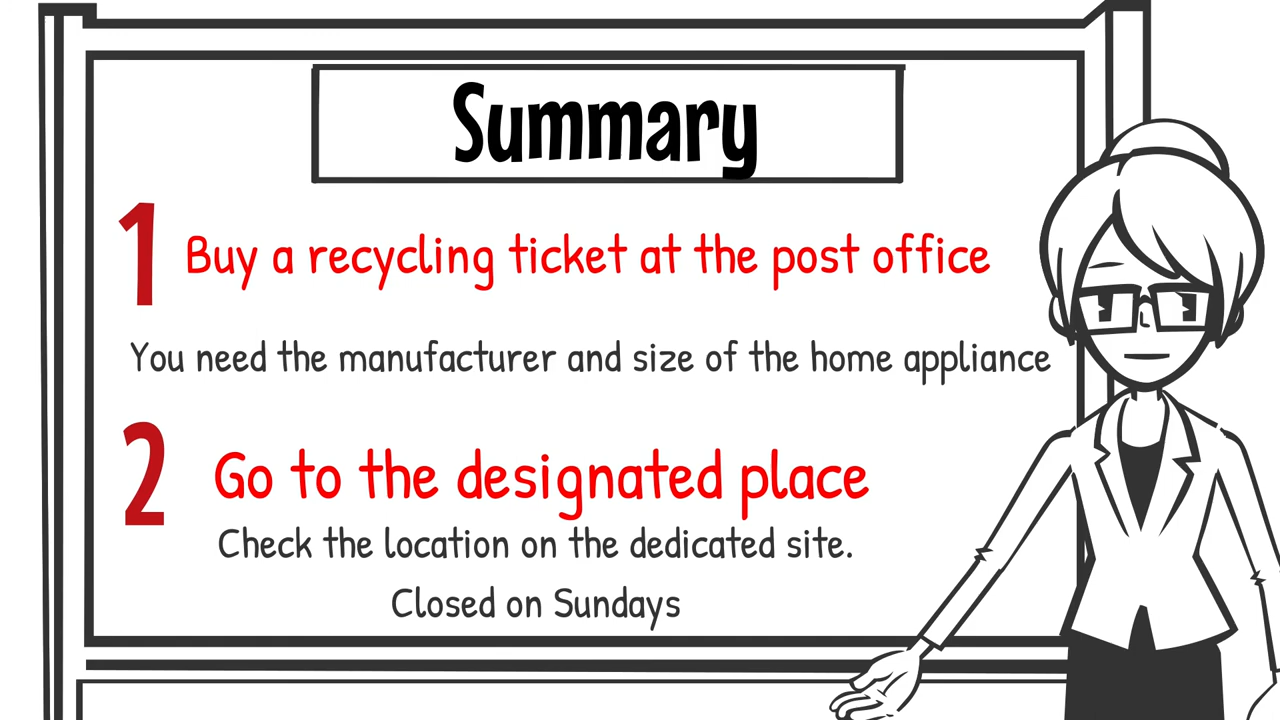 Summary
1 Buy a recycling ticket at the post office
You need the manufacturer and size of the home appliance
2 Go to the designated place
Check the location on the dedicated site.
Closed on Sundays